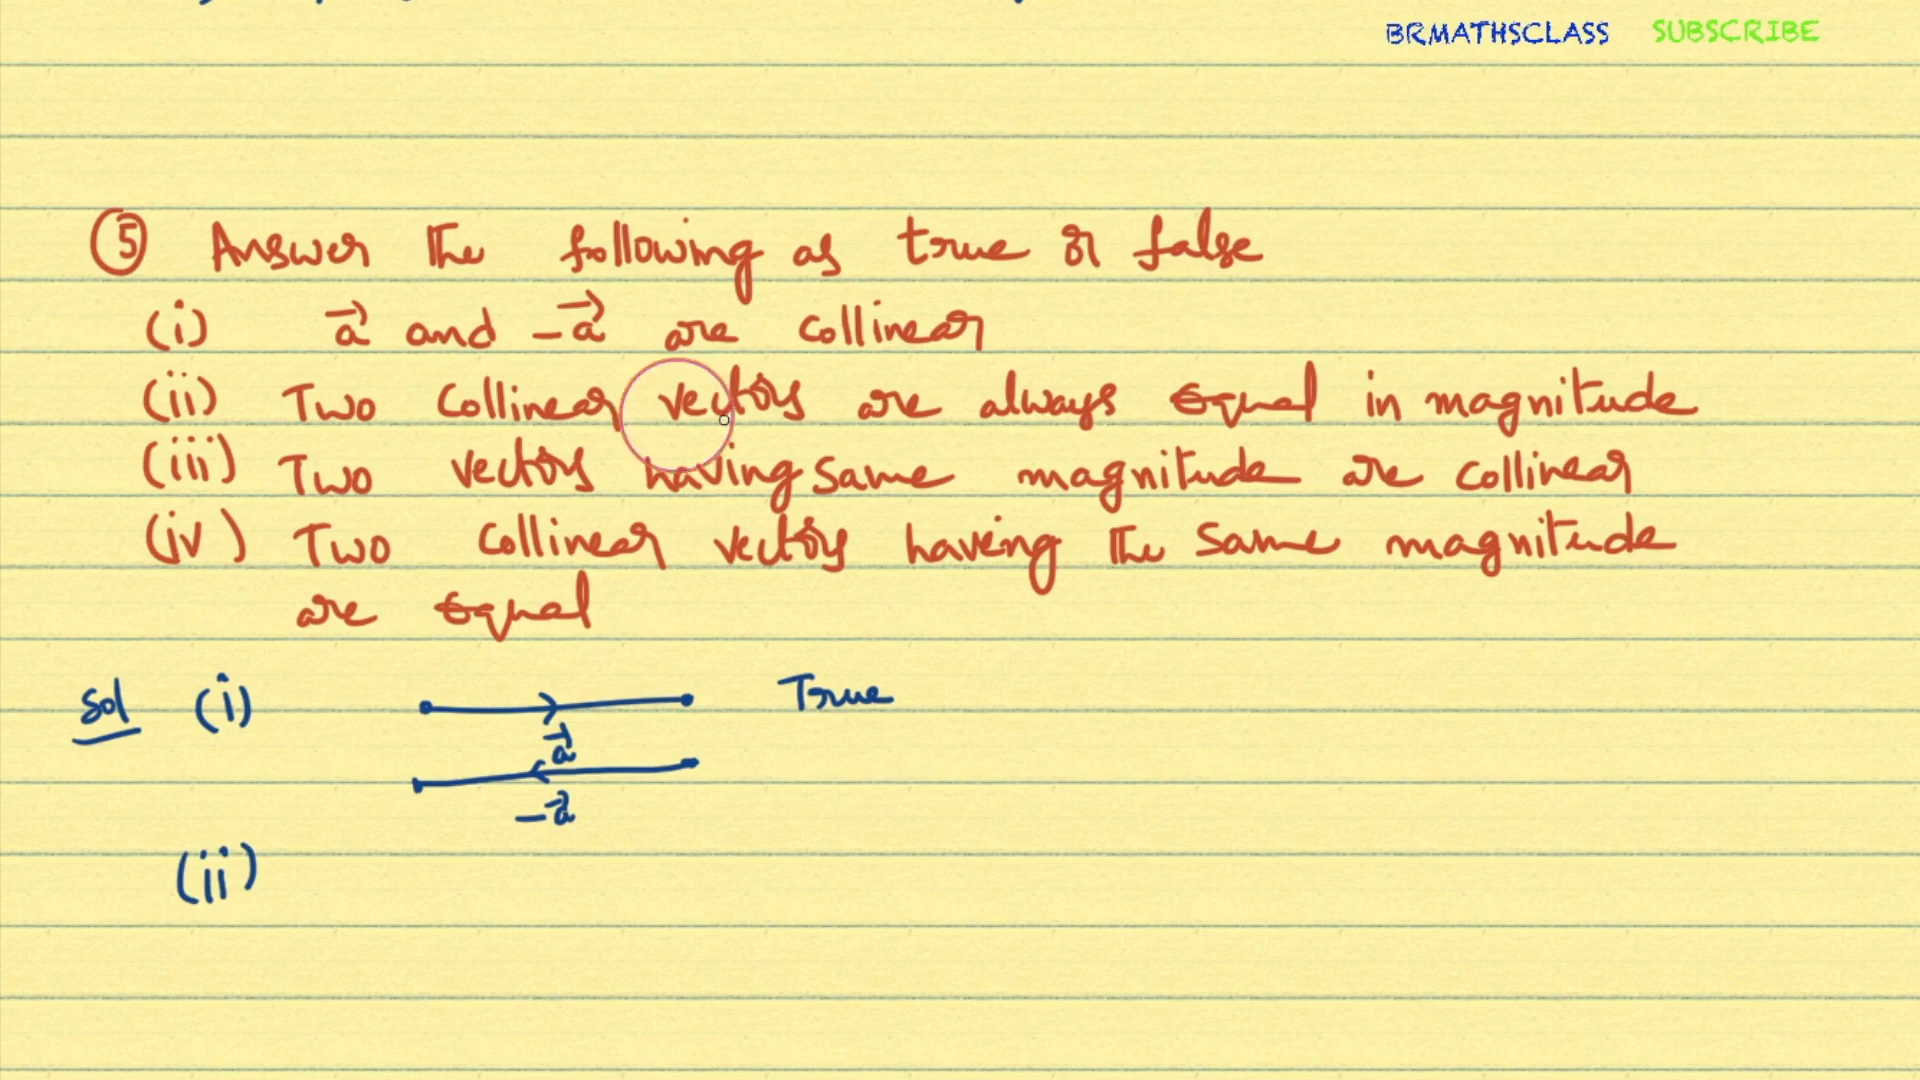 BRMATHSCLASS SUBSCRIBE
⑤ Answer the following as true or false
(i) a⃗ and -a⃗ are collinear
(ii) Two collinear vectors are always equal in magnitude
(iii) Two vectors having same magnitude are collinear
(iv) Two collinear vectors having the same magnitude
are equal
Sol (i) True
a⃗
-a⃗
(ii)